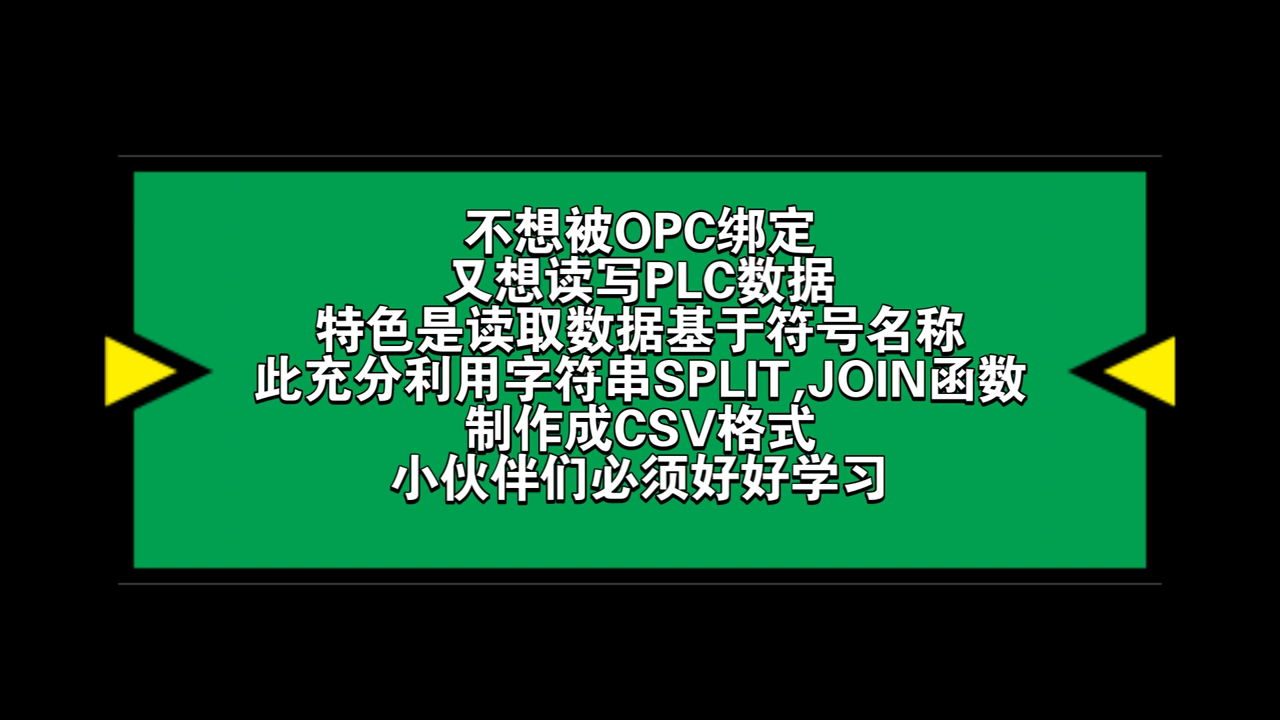 不想被OPC绑定
又想读写PLC数据
特色是读取数据基于符号名称
此充分利用字符串SPLIT,JOIN函数
制作成CSV格式
小伙伴们必须好好学习